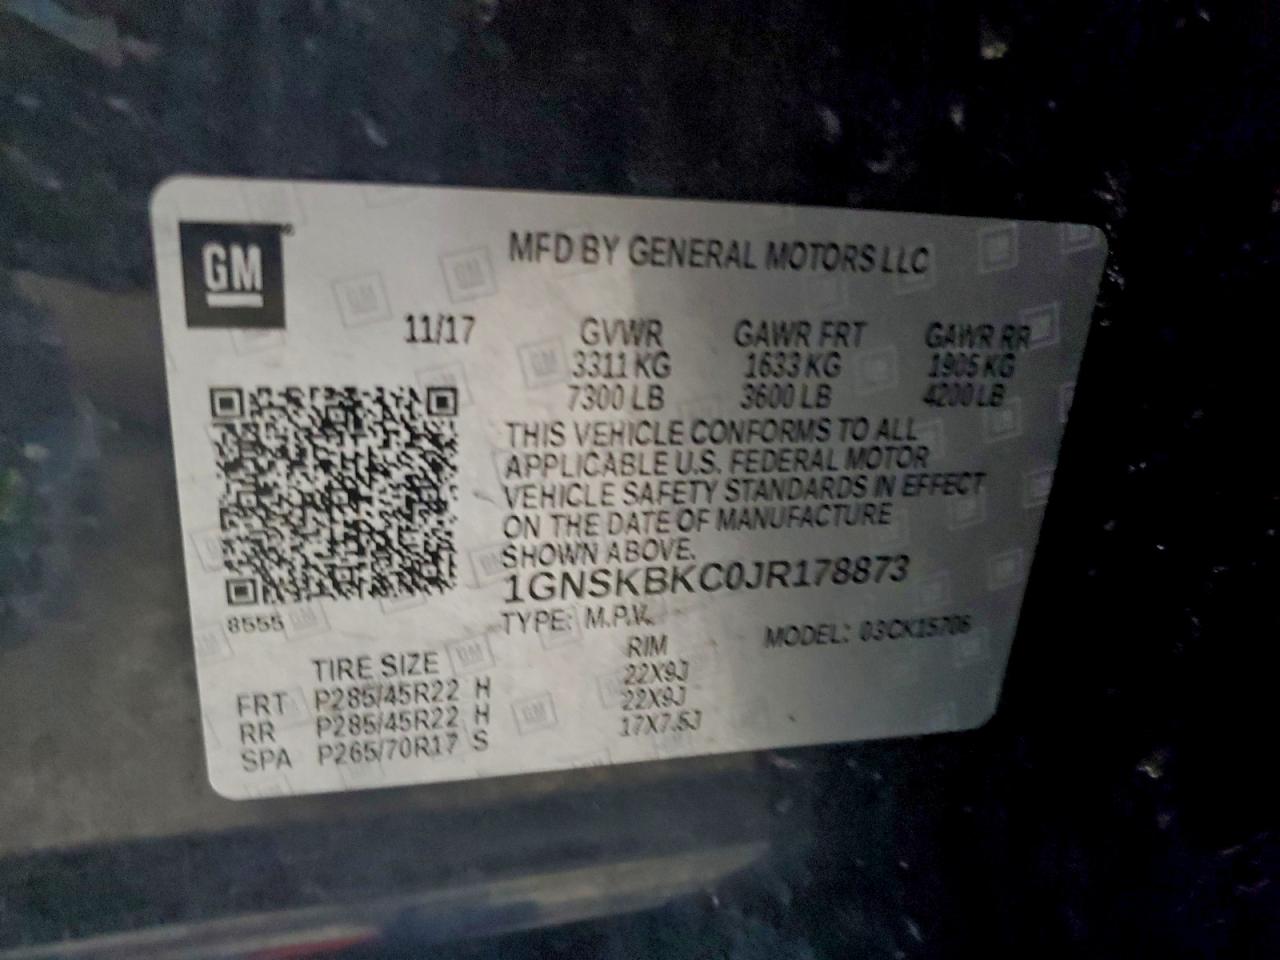 GM
MFD BY GENERAL MOTORS LLC
11/17 GVWR GAWR FRT GAWR RR
3311 KG 1633 KG 1905 KG
7300 LB 3600 LB 4200 LB
THIS VEHICLE CONFORMS TO ALL
APPLICABLE U.S. FEDERAL MOTOR
VEHICLE SAFETY STANDARDS IN EFFECT
ON THE DATE OF MANUFACTURE
SHOWN ABOVE.
1GNSKBKC0JR178873
8555 TYPE: M.P.V. MODEL: 03CK15706
TIRE SIZE RIM
FRT P285/45R22 H 22X9J
RR P285/45R22 H 22X9J
SPA P265/70R17 S 17X7.5J